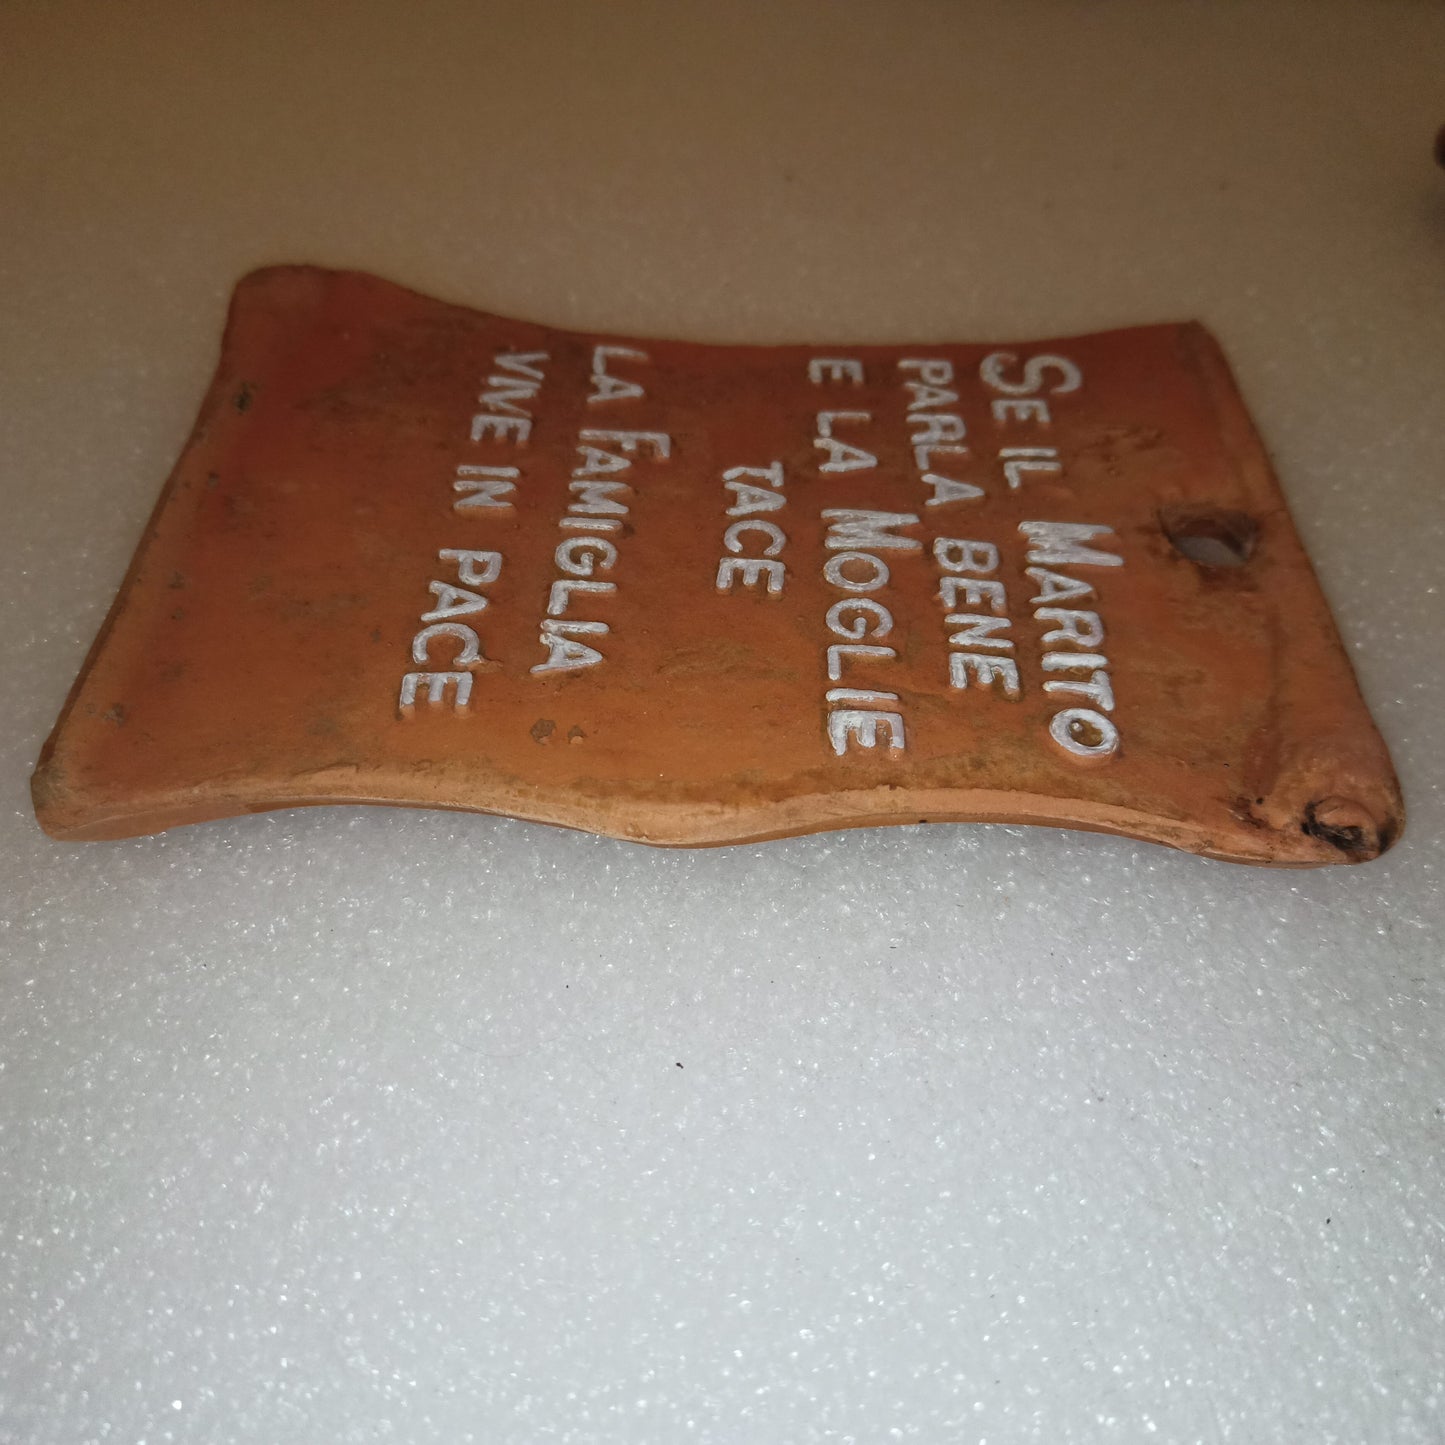 SE IL MARITO
PARLA BENE
E LA MOGLIE
TACE
LA FAMIGLIA
VIVE IN PACE